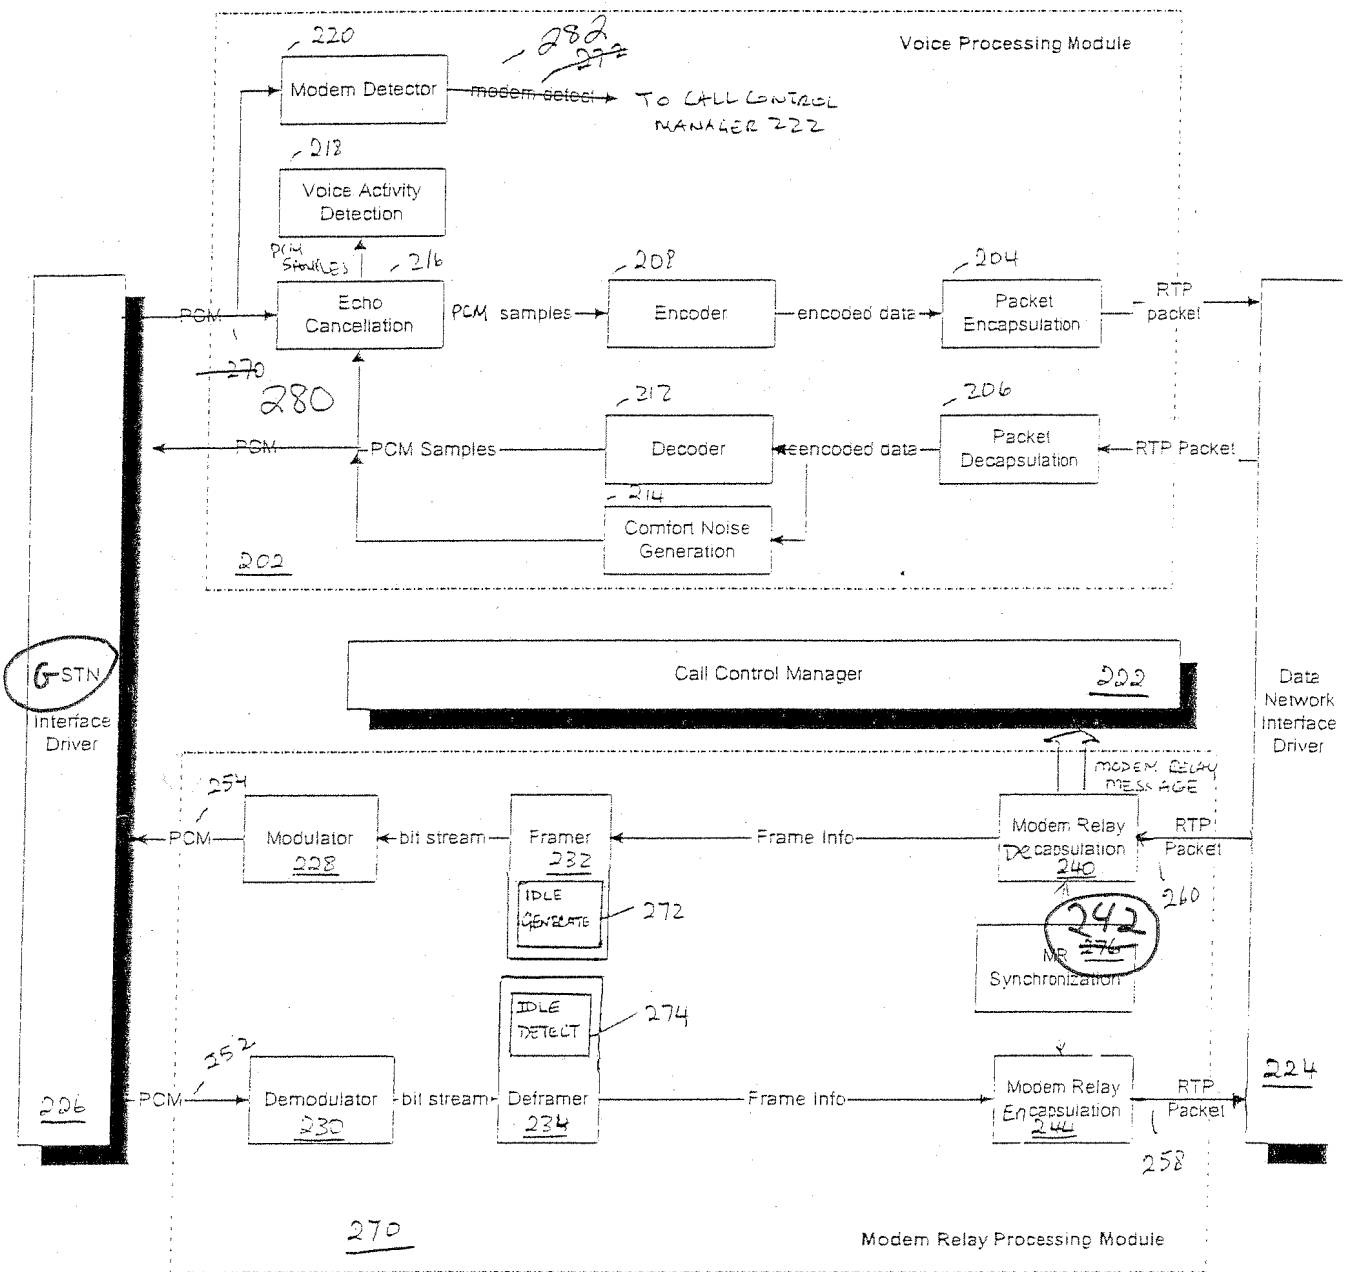 220
282
272
Voice Processing Module
Modem Detector
modem detect
TO CALL CONTROL
MANAGER 222
218
Voice Activity
Detection
PCM
SAMPLES
216
208
204
PCM
Echo
Cancellation
PCM samples
Encoder
encoded data
Packet
Encapsulation
RTP
packet
270
280
212
206
PCM
PCM Samples
Decoder
encoded data
Packet
Decapsulation
RTP Packet
214
Comfort Noise
Generation
202
G-STN
Interface
Driver
Call Control Manager
222
Data
Network
Interface
Driver
MODEM RELAY
MESSAGE
254
PCM
Modulator
228
bit stream
Framer
232
Frame Info
Modem Relay
Decapsulation
240
RTP
Packet
260
IDLE
GENERATE
272
242
276
MR
Synchronization
IDLE
DETECT
274
252
226
PCM
Demodulator
230
bit stream
Deframer
234
Frame Info
Modem Relay
Encapsulation
244
RTP
Packet
224
258
270
Modem Relay Processing Module